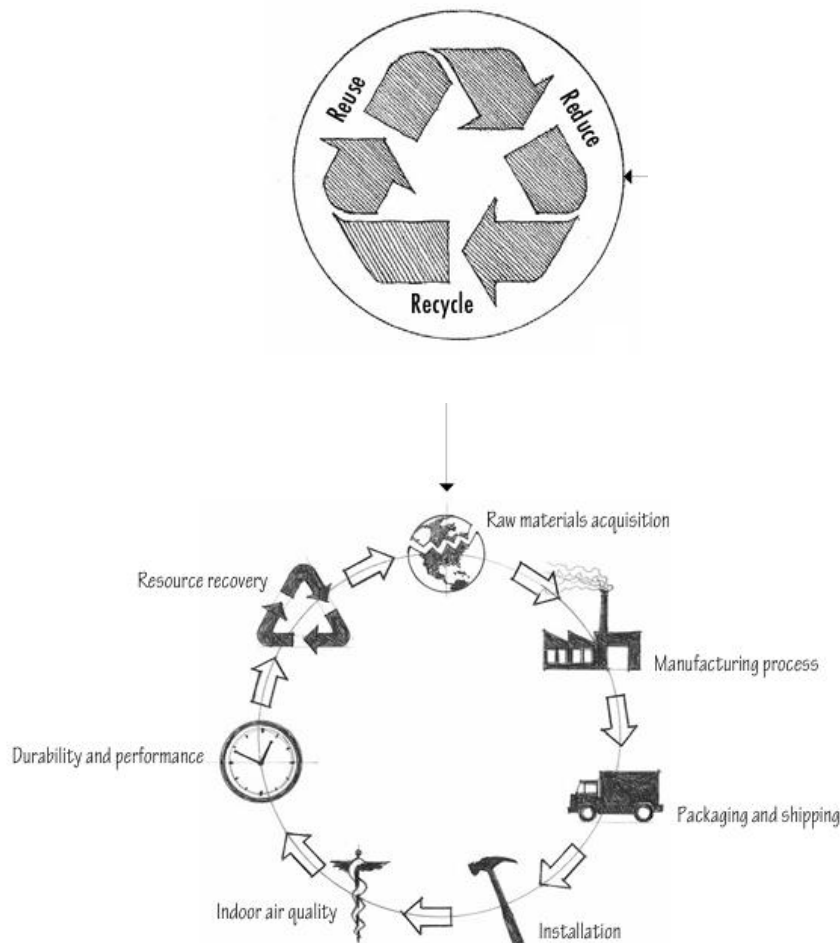 Reuse
Reduce
Recycle
Raw materials acquisition
Resource recovery
Manufacturing process
Durability and performance
Packaging and shipping
Indoor air quality
Installation